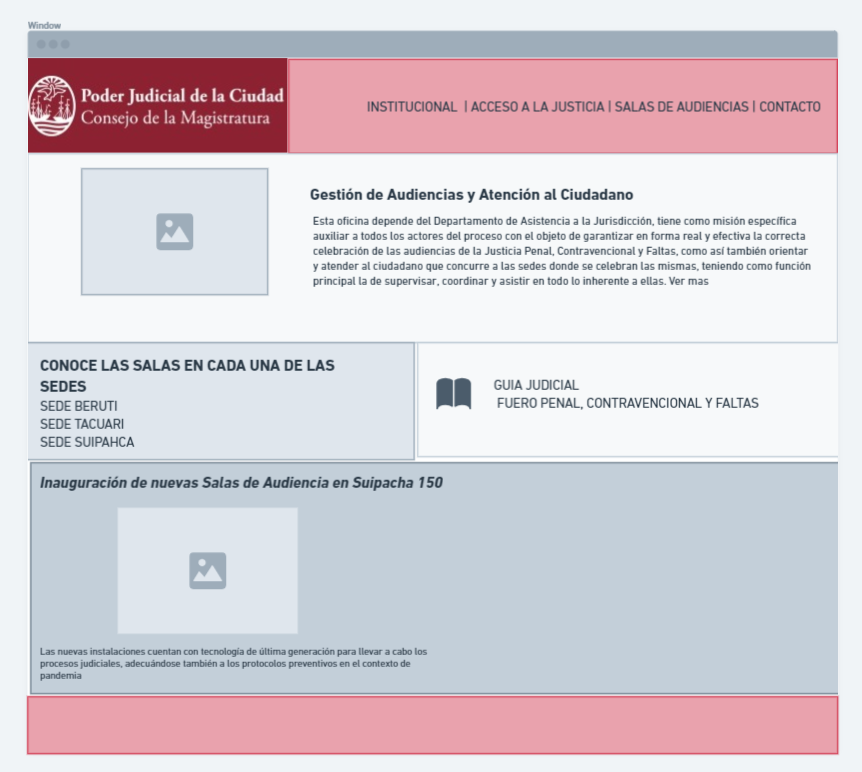 Window
Poder Judicial de la Ciudad
Consejo de la Magistratura
INSTITUCIONAL | ACCESO A LA JUSTICIA | SALAS DE AUDIENCIAS | CONTACTO
Gestión de Audiencias y Atención al Ciudadano
Esta oficina depende del Departamento de Asistencia a la Jurisdicción, tiene como misión específica
auxiliar a todos los actores del proceso con el objeto de garantizar en forma real y efectiva la correcta
celebración de las audiencias de la Justicia Penal, Contravencional y Faltas, como así también orientar
y atender al ciudadano que concurre a las sedes donde se celebran las mismas, teniendo como función
principal la de supervisar, coordinar y asistir en todo lo inherente a ellas. Ver mas
CONOCE LAS SALAS EN CADA UNA DE LAS
SEDES
SEDE BERUTI
SEDE TACUARI
SEDE SUIPAHCA
GUIA JUDICIAL
FUERO PENAL, CONTRAVENCIONAL Y FALTAS
Inauguración de nuevas Salas de Audiencia en Suipacha 150
Las nuevas instalaciones cuentan con tecnología de última generación para llevar a cabo los
procesos judiciales, adecuándose también a los protocolos preventivos en el contexto de
pandemia